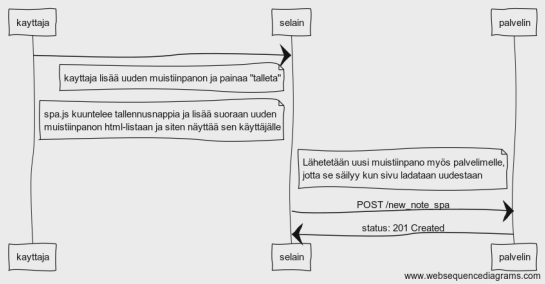 kayttaja
selain
palvelin
kayttaja lisää uuden muistiinpanon ja painaa "talleta"
spa.js kuuntelee tallennusnappia ja lisää suoraan uuden
muistiinpanon html-listaan ja siten näyttää sen käyttäjälle
Lähetetään uusi muistiinpano myös palvelimelle,
jotta se säilyy kun sivu ladataan uudestaan
POST /new_note_spa
status: 201 Created
kayttaja
selain
palvelin
www.websequencediagrams.com